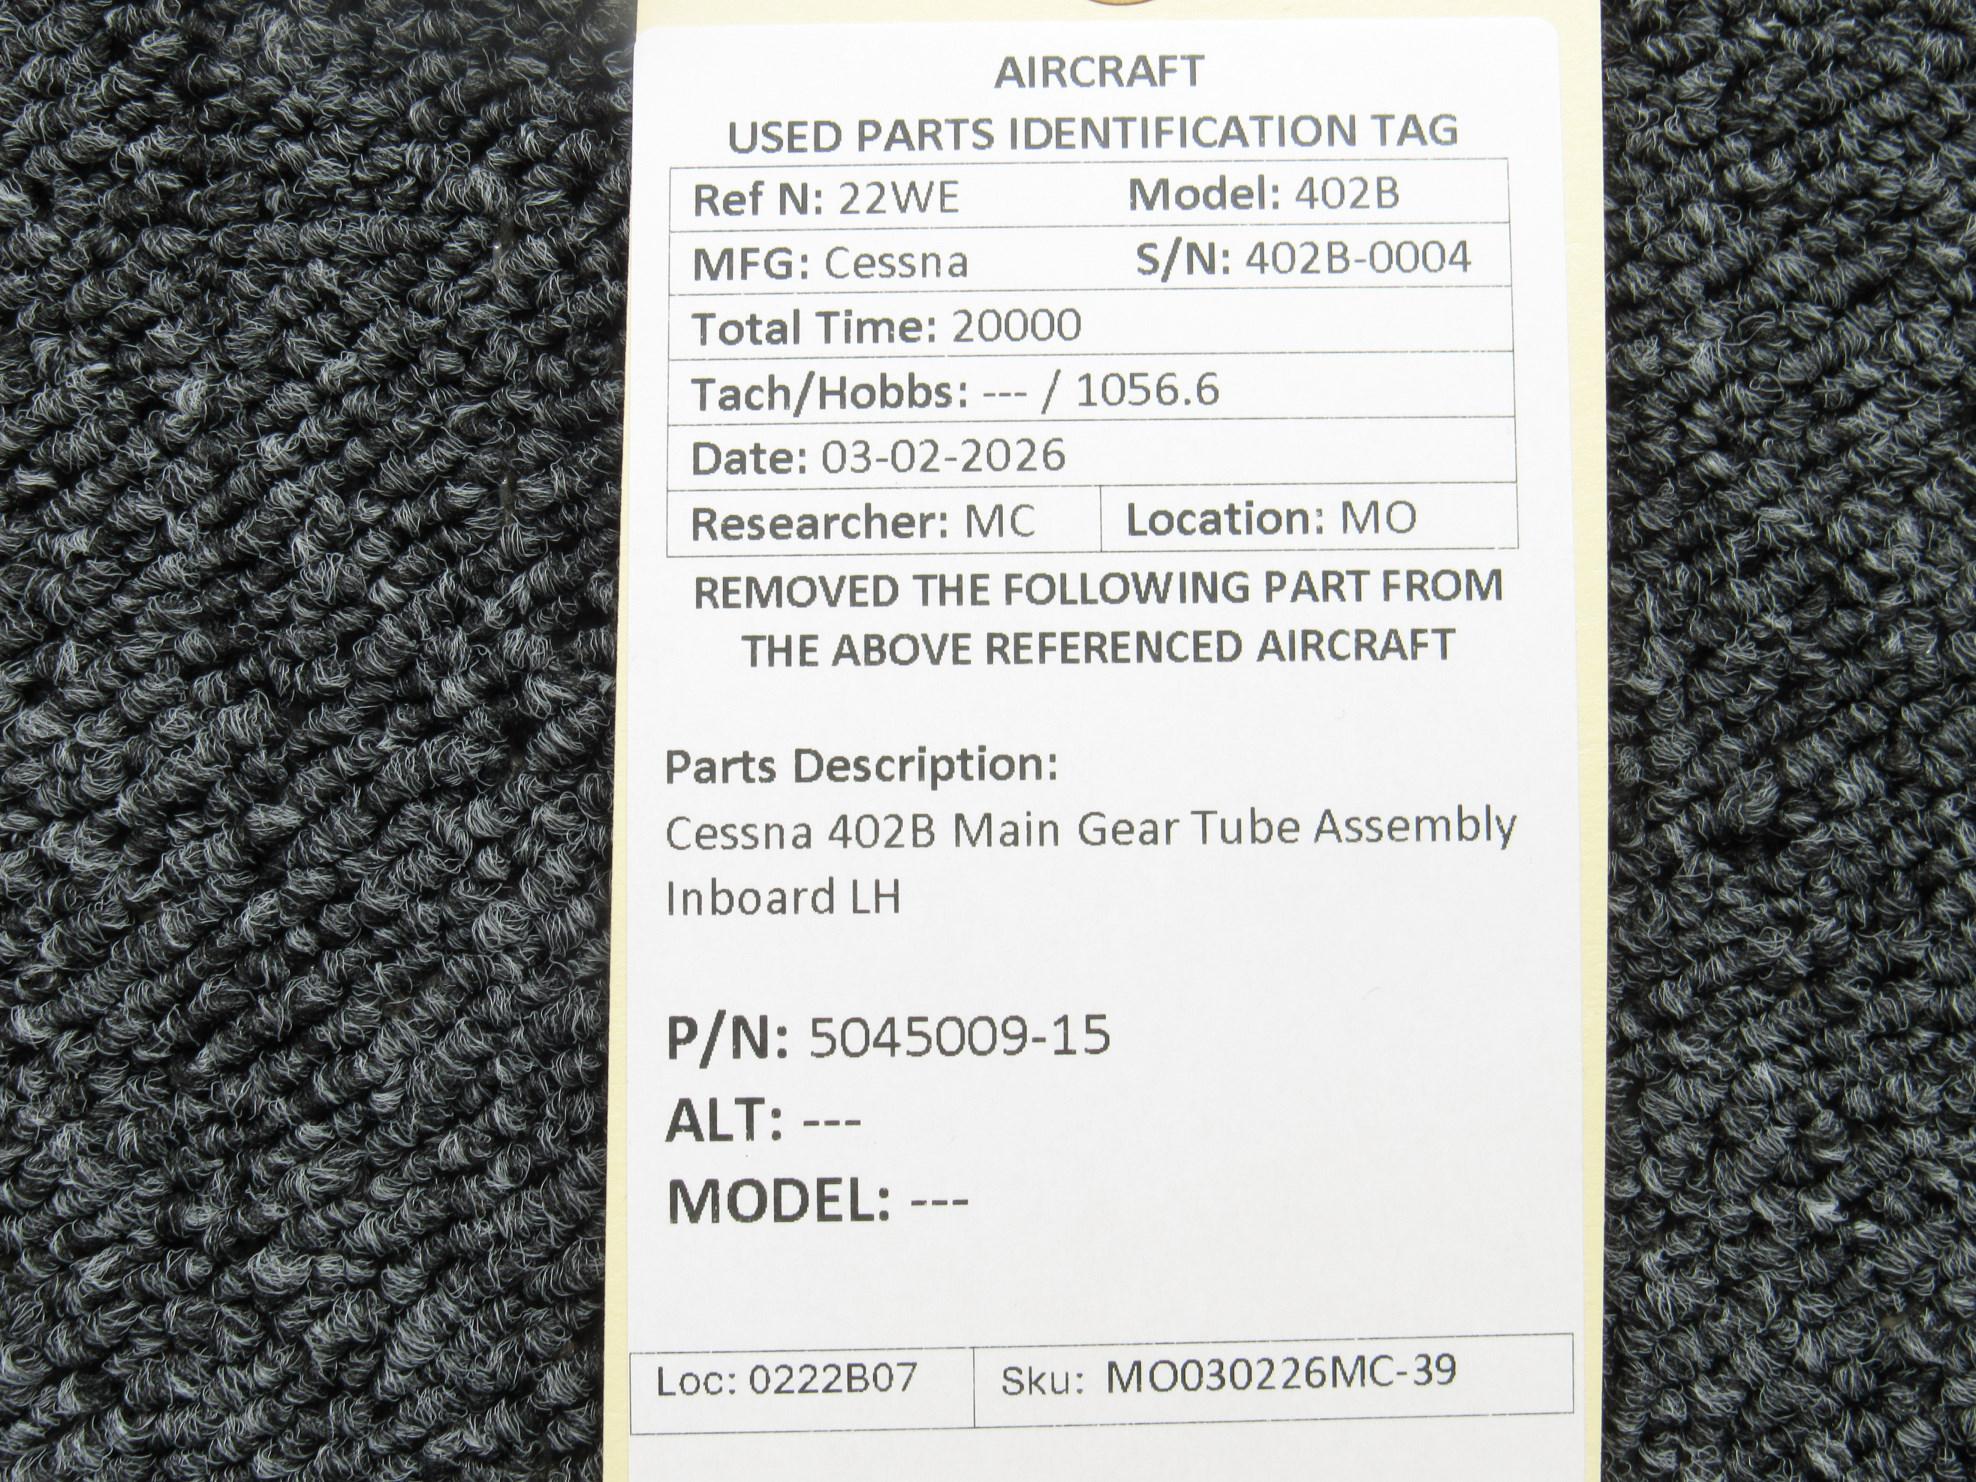 AIRCRAFT
USED PARTS IDENTIFICATION TAG
Ref N: 22WE Model: 402B
MFG: Cessna S/N: 402B-0004
Total Time: 20000
Tach/Hobbs: --- / 1056.6
Date: 03-02-2026
Researcher: MC Location: MO
REMOVED THE FOLLOWING PART FROM
THE ABOVE REFERENCED AIRCRAFT
Parts Description:
Cessna 402B Main Gear Tube Assembly
Inboard LH
P/N: 5045009-15
ALT: ---
MODEL: ---
Loc: 0222B07 Sku: MO030226MC-39